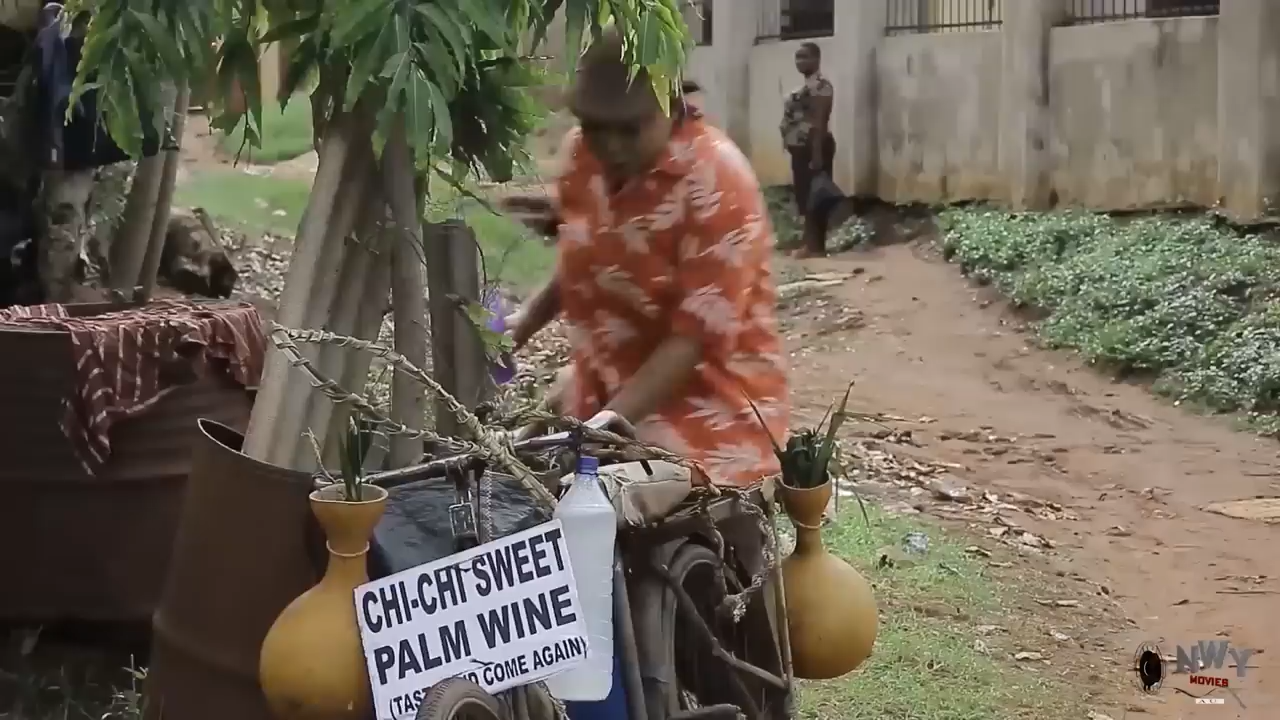 CHI-CHI SWEET
PALM WINE
COME AGAIN)
NWY
MOVIES